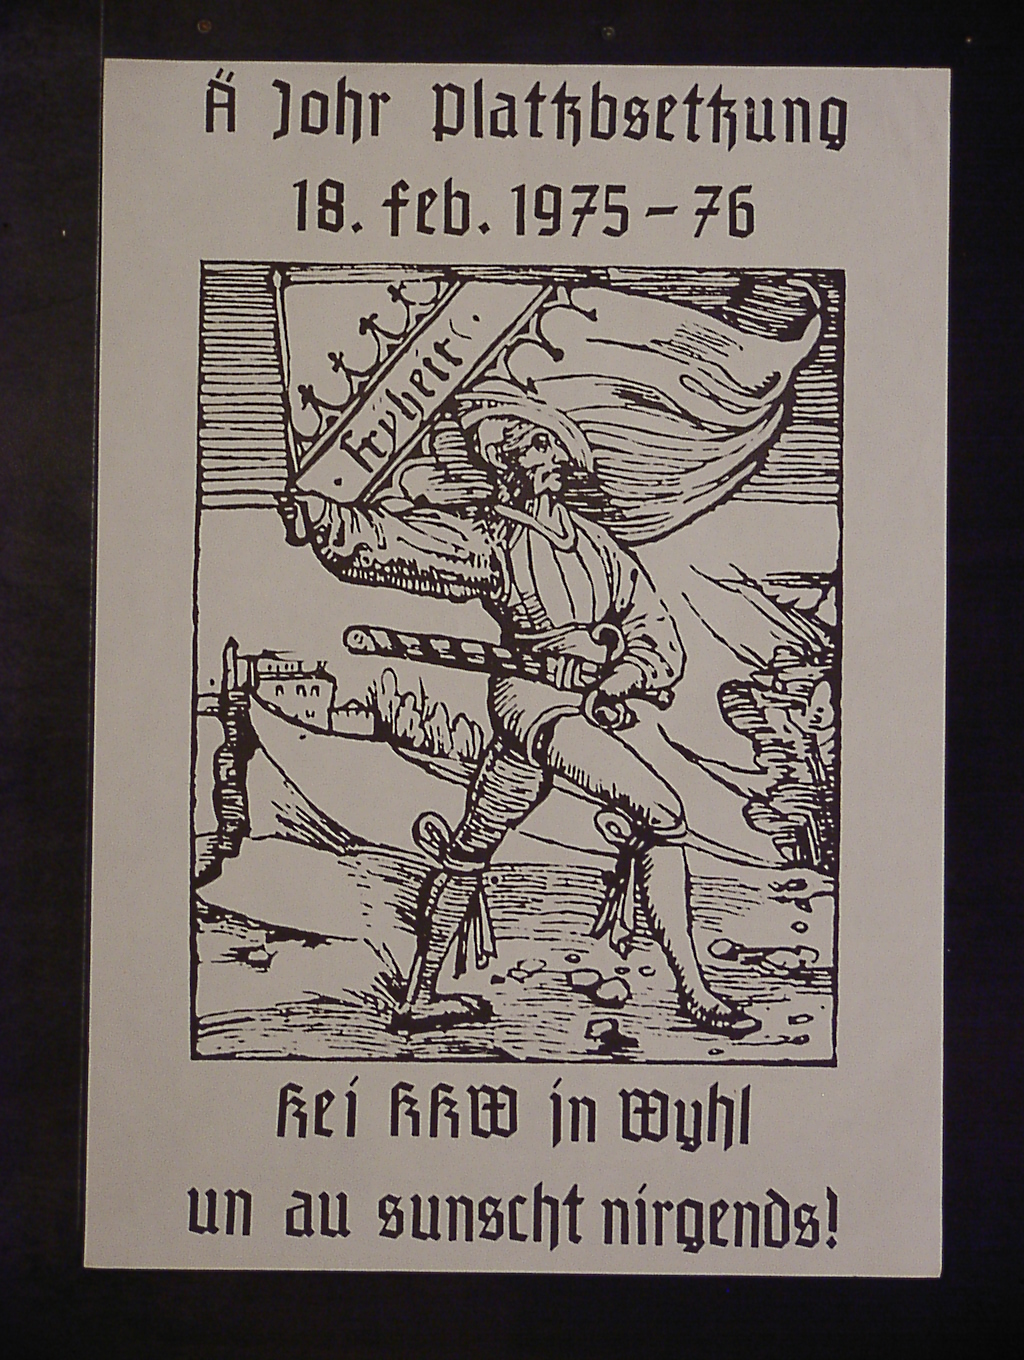 Ä Johr Platzbsetzung
18. feb. 1975-76
. fryheit .
kei kkW in Wyhl
un au sunscht nirgends!